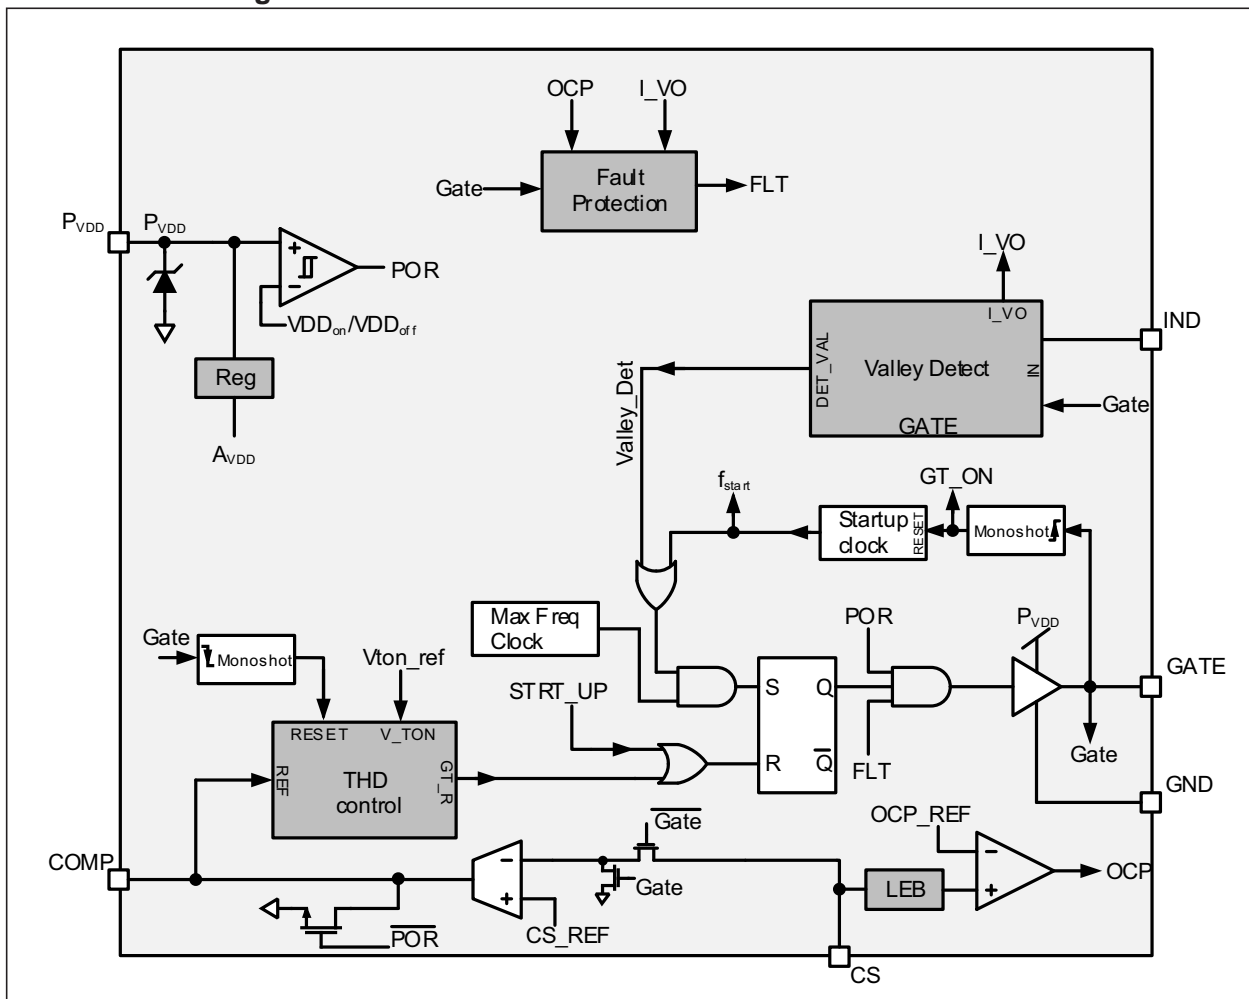 g
OCP
I_VO
Gate
Fault
Protection
FLT
PVDD
PVDD
+
-
POR
VDDon/VDDoff
Reg
AVDD
I_VO
I_VO
DET_VAL
Valley Detect
IN
GATE
IND
Gate
Valley_Det
fstart
GT_ON
Startup
clock
RESET
Monoshot
Max Freq
Clock
POR
PVDD
Gate
Monoshot
Vton_ref
STRT_UP
S
Q
R
Q
FLT
GATE
Gate
GND
RESET
V_TON
REF
THD
control
GT_R
COMP
Gate
Gate
-
+
CS_REF
POR
OCP_REF
-
+
LEB
OCP
CS